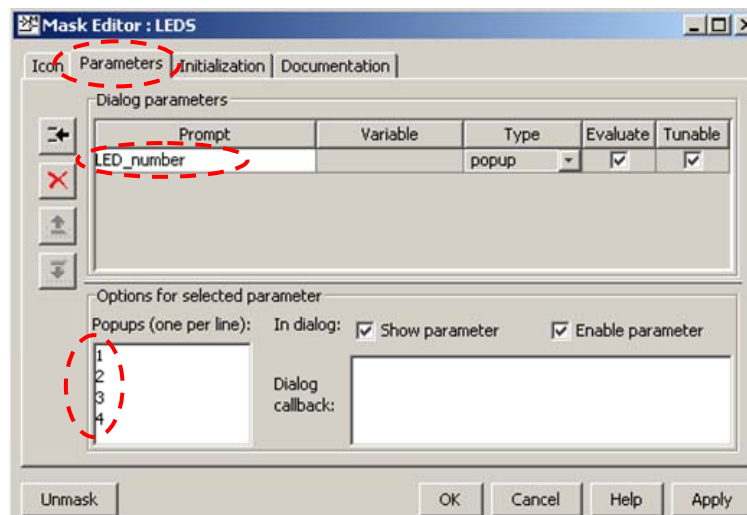 Mask Editor : LEDS
Icon Parameters Initialization Documentation
Dialog parameters
Prompt Variable Type Evaluate Tunable
LED_number popup
Options for selected parameter
Popups (one per line): In dialog: Show parameter Enable parameter
1
2
3
4
Dialog
callback:
Unmask OK Cancel Help Apply